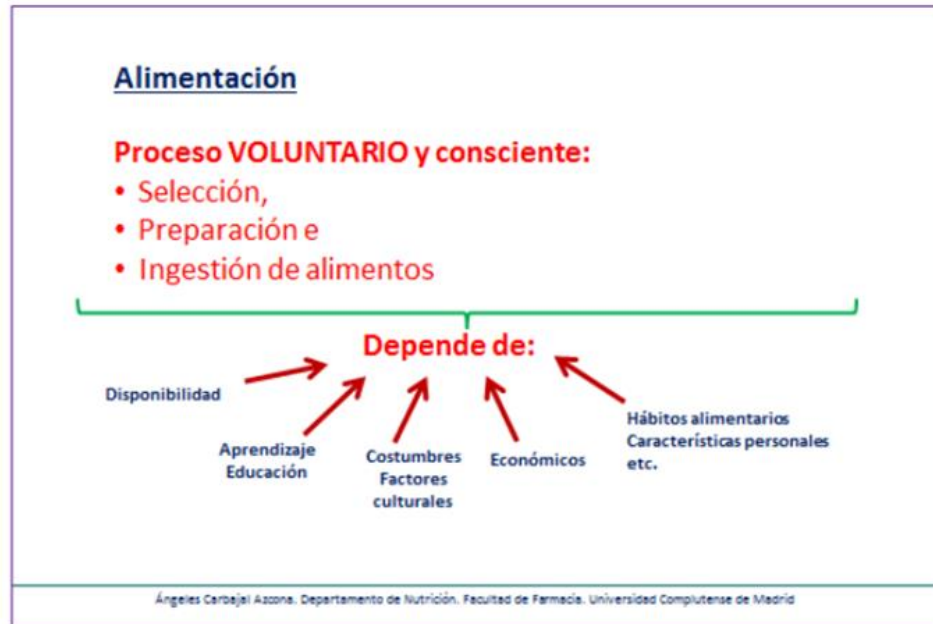 Alimentación
Proceso VOLUNTARIO y consciente:
• Selección,
• Preparación e
• Ingestión de alimentos
Depende de:
Disponibilidad
Aprendizaje
Educación
Costumbres
Factores
culturales
Económicos
Hábitos alimentarios
Características personales
etc.
Ángeles Carbajal Azcona. Departamento de Nutrición. Facultad de Farmacia. Universidad Complutense de Madrid